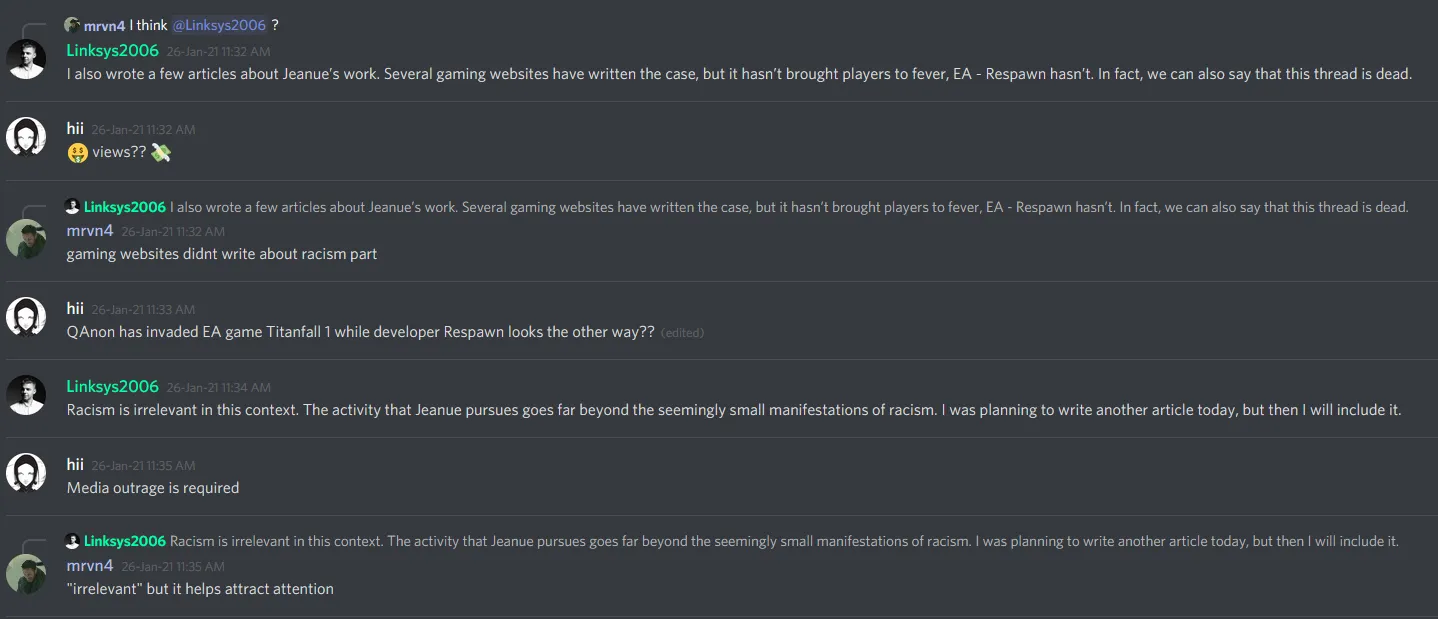 mrvn4 I think @Linksys2006 ?
Linksys2006 26-Jan-21 11:32 AM
I also wrote a few articles about Jeanue’s work. Several gaming websites have written the case, but it hasn’t brought players to fever, EA - Respawn hasn’t. In fact, we can also say that this thread is dead.
hii 26-Jan-21 11:32 AM
🤑 views?? 💸
Linksys2006 I also wrote a few articles about Jeanue’s work. Several gaming websites have written the case, but it hasn’t brought players to fever, EA - Respawn hasn’t. In fact, we can also say that this thread is dead.
mrvn4 26-Jan-21 11:32 AM
gaming websites didnt write about racism part
hii 26-Jan-21 11:33 AM
QAnon has invaded EA game Titanfall 1 while developer Respawn looks the other way?? (edited)
Linksys2006 26-Jan-21 11:34 AM
Racism is irrelevant in this context. The activity that Jeanue pursues goes far beyond the seemingly small manifestations of racism. I was planning to write another article today, but then I will include it.
hii 26-Jan-21 11:35 AM
Media outrage is required
Linksys2006 Racism is irrelevant in this context. The activity that Jeanue pursues goes far beyond the seemingly small manifestations of racism. I was planning to write another article today, but then I will include it.
mrvn4 26-Jan-21 11:35 AM
"irrelevant" but it helps attract attention